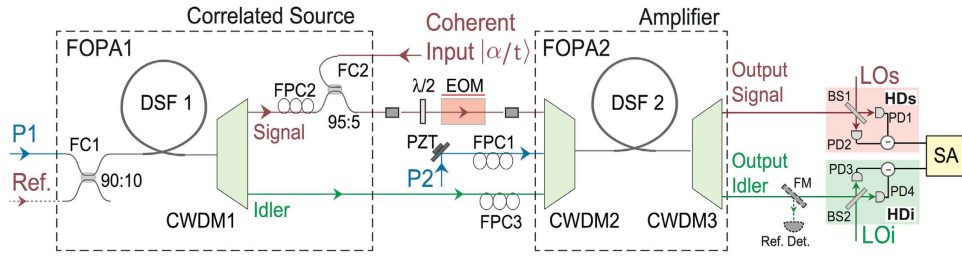 Correlated Source
Coherent
Input |α/t⟩
Amplifier
FOPA1
DSF 1
FPC2
FC2
95:5
Signal
P1
FC1
Ref.
90:10
CWDM1
Idler
λ/2
EOM
PZT
P2
FPC1
FPC3
FOPA2
DSF 2
CWDM2
CWDM3
Output
Signal
Output
Idler
FM
Ref. Det.
LOs
BS1
HDs
PD1
PD2
−
SA
PD3
−
PD4
BS2
HDi
LOi